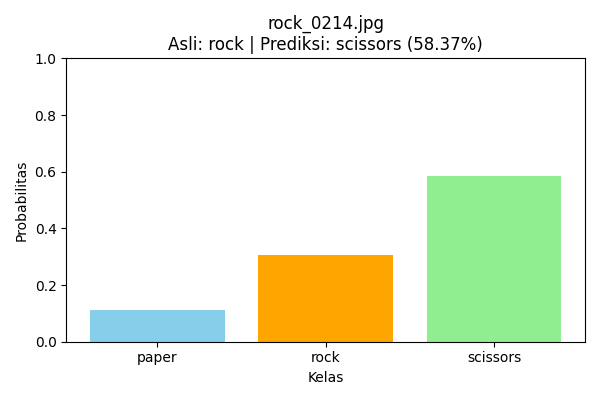 rock_0214.jpg
Asli: rock | Prediksi: scissors (58.37%)
1.0
0.8
0.6
0.4
0.2
0.0
Probabilitas
paper rock scissors
Kelas